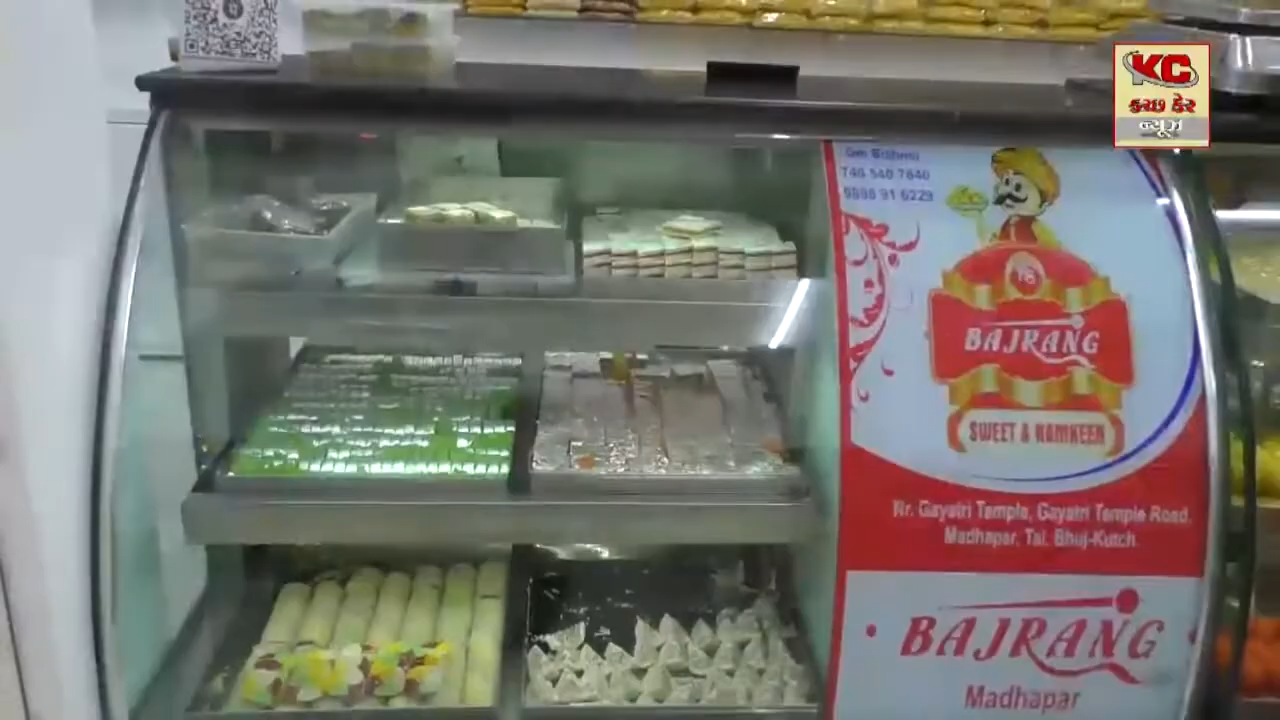 KC
કચ્છ કેર
ન્યૂઝ
746 540 7840
9898 91 6229
BAJRANG
SWEET & NAMKEEN
Nr. Gayatri Temple, Gayatri Temple Road,
Madhapar, Tal. Bhuj-Kutch.
BAJRANG
Madhapar